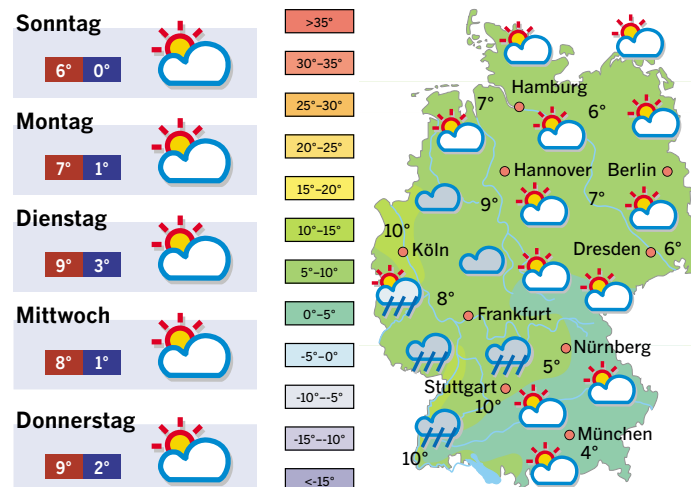 Sonntag
6° 0°
Montag
7° 1°
Dienstag
9° 3°
Mittwoch
8° 1°
Donnerstag
9° 2°
>35°
30°–35°
25°–30°
20°–25°
15°–20°
10°–15°
5°–10°
0°–5°
-5°–0°
-10°–-5°
-15°–-10°
<-15°
Hamburg
7° 6°
Hannover Berlin
9° 7°
10°
Köln Dresden 6°
8°
Frankfurt
Nürnberg
5°
Stuttgart
10°
München
10° 4°